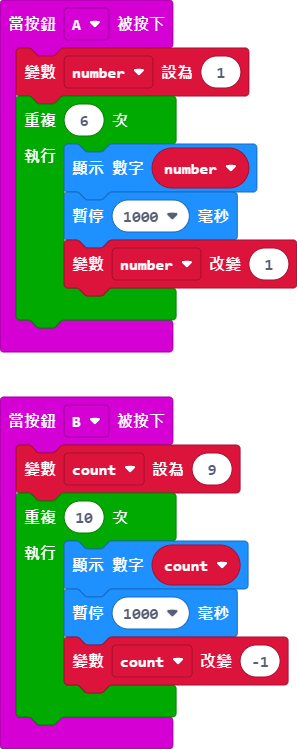 當按鈕 A 被按下
變數 number 設為 1
重複 6 次
執行
顯示 數字 number
暫停 1000 毫秒
變數 number 改變 1
當按鈕 B 被按下
變數 count 設為 9
重複 10 次
執行
顯示 數字 count
暫停 1000 毫秒
變數 count 改變 -1